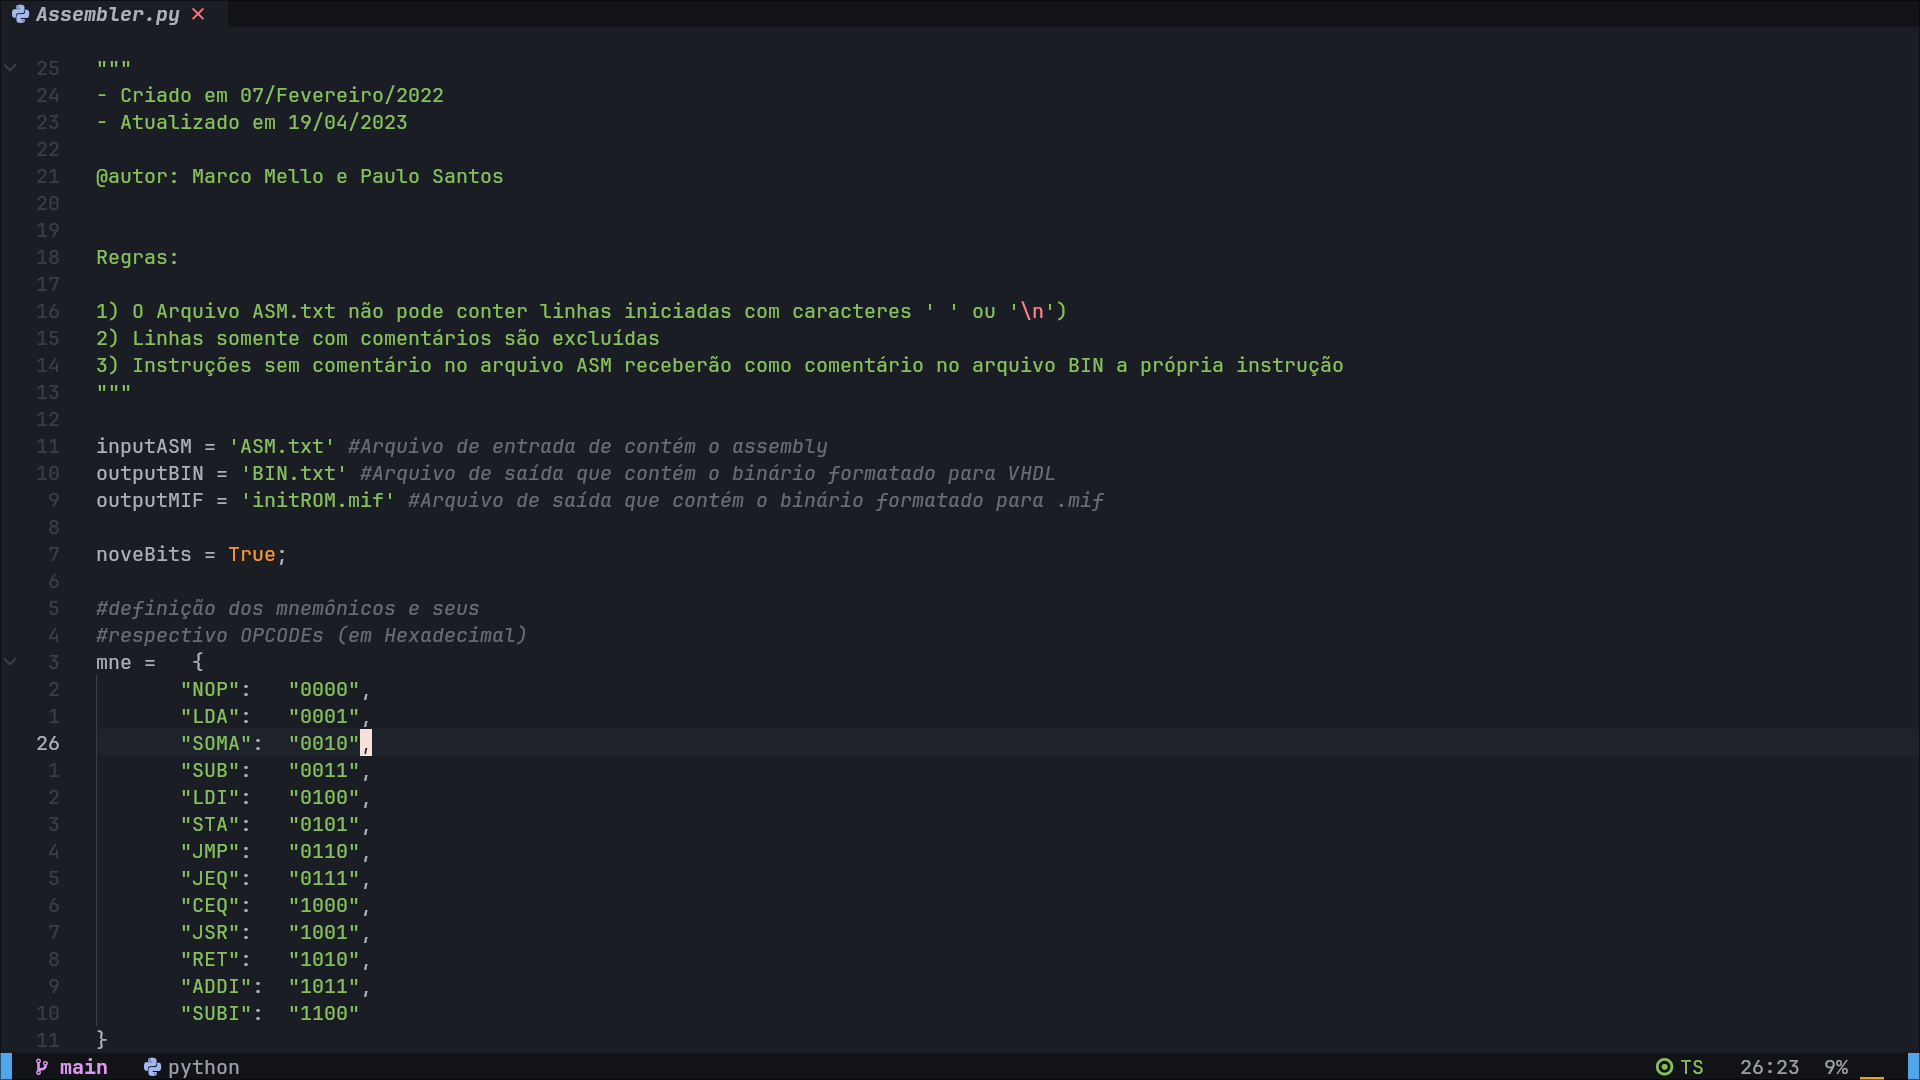 Assembler.py ×
25 """
24 - Criado em 07/Fevereiro/2022
23 - Atualizado em 19/04/2023
22
21 @autor: Marco Mello e Paulo Santos
20
19
18 Regras:
17
16 1) O Arquivo ASM.txt não pode conter linhas iniciadas com caracteres ' ' ou '\n')
15 2) Linhas somente com comentários são excluídas
14 3) Instruções sem comentário no arquivo ASM receberão como comentário no arquivo BIN a própria instrução
13 """
12
11 inputASM = 'ASM.txt' #Arquivo de entrada de contém o assembly
10 outputBIN = 'BIN.txt' #Arquivo de saída que contém o binário formatado para VHDL
9 outputMIF = 'initROM.mif' #Arquivo de saída que contém o binário formatado para .mif
8
7 noveBits = True;
6
5 #definição dos mnemônicos e seus
4 #respectivo OPCODEs (em Hexadecimal)
3 mne =   {
2        "NOP":   "0000",
1        "LDA":   "0001",
26        "SOMA":  "0010",
1        "SUB":   "0011",
2        "LDI":   "0100",
3        "STA":   "0101",
4        "JMP":   "0110",
5        "JEQ":   "0111",
6        "CEQ":   "1000",
7        "JSR":   "1001",
8        "RET":   "1010",
9        "ADDI":  "1011",
10        "SUBI":  "1100"
11 }
main python TS 26:23 9% __